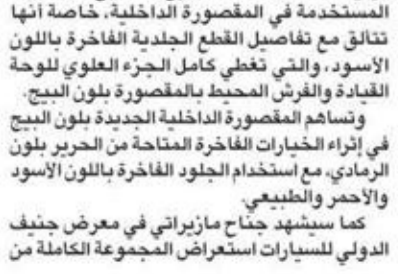 المستخدمة في المقصورة الداخلية، خاصة أنها
تتألق مع تفاصيل القطع الجلدية الفاخرة باللون
الأسود، والتي تغطي كامل الجزء العلوي للوحة
القيادة والفرش المحيط بالمقصورة بلون البيج.
وتساهم المقصورة الداخلية الجديدة بلون البيج
في إثراء الخيارات الفاخرة المتاحة من الحرير بلون
الرمادي، مع استخدام الجلود الفاخرة باللون الأسود
والأحمر والطبيعي.
كما سيشهد جناح مازيراتي في معرض جنيف
الدولي للسيارات استعراض المجموعة الكاملة من